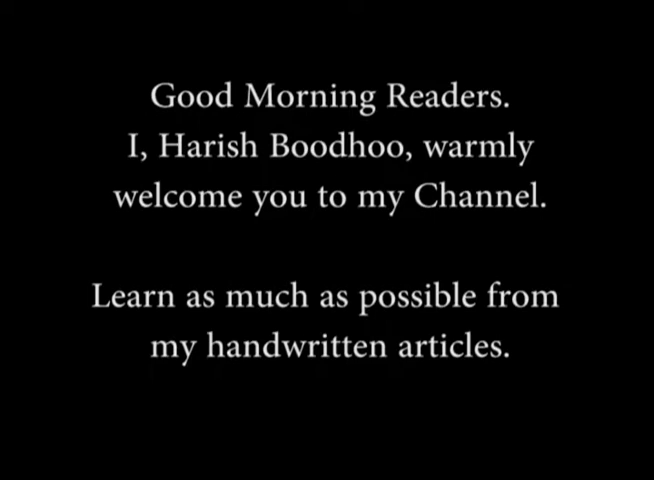 Good Morning Readers.
I, Harish Boodhoo, warmly
welcome you to my Channel.
Learn as much as possible from
my handwritten articles.